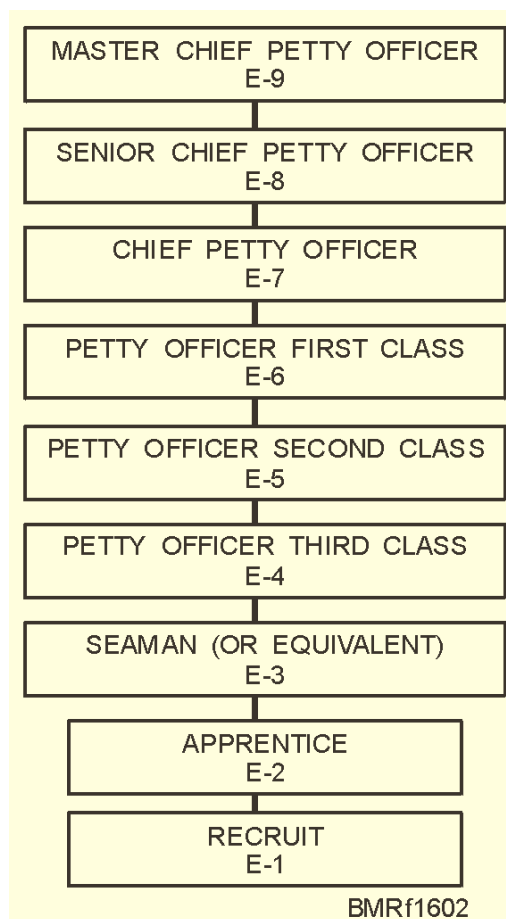 MASTER CHIEF PETTY OFFICER
E-9
SENIOR CHIEF PETTY OFFICER
E-8
CHIEF PETTY OFFICER
E-7
PETTY OFFICER FIRST CLASS
E-6
PETTY OFFICER SECOND CLASS
E-5
PETTY OFFICER THIRD CLASS
E-4
SEAMAN (OR EQUIVALENT)
E-3
APPRENTICE
E-2
RECRUIT
E-1
BMRf1602